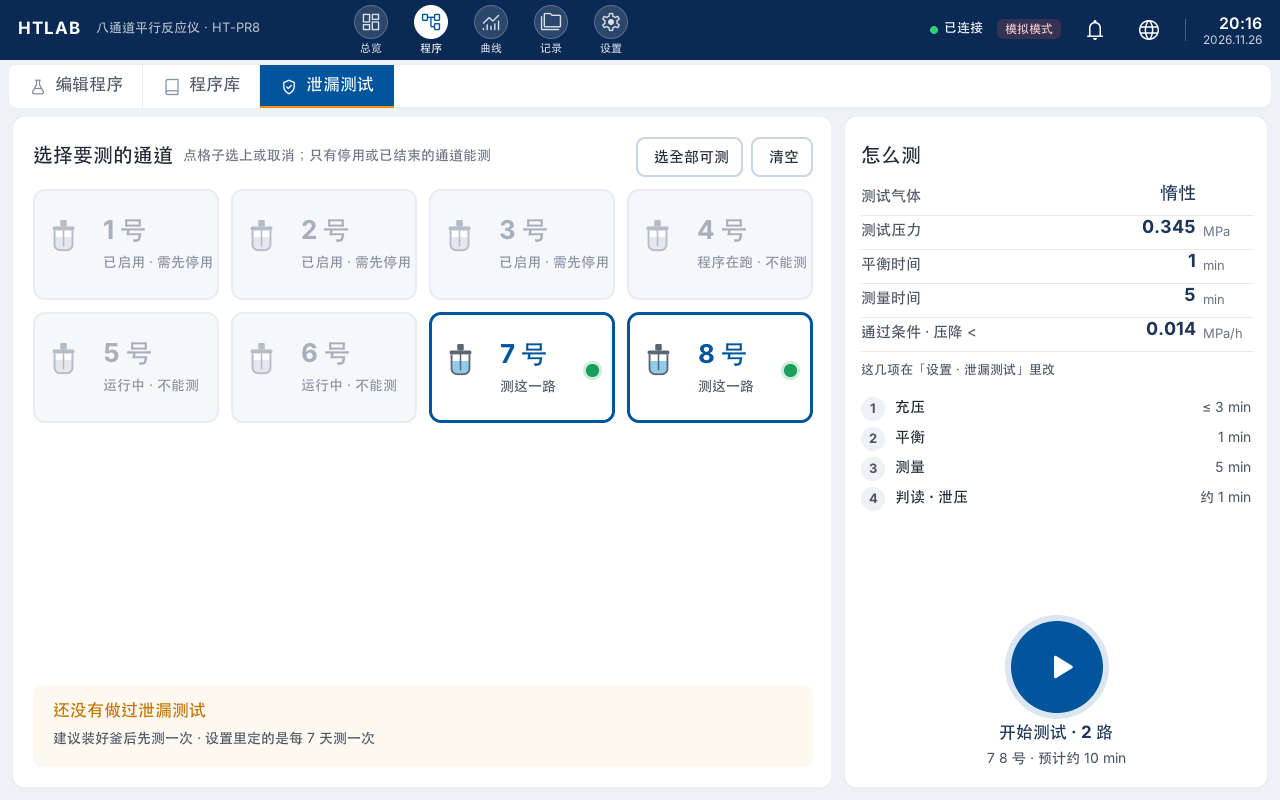 HTLAB 八通道平行反应仪 · HT-PR8
总览 程序 曲线 记录 设置
已连接 模拟模式
20:16
2026.11.26
编辑程序 程序库 泄漏测试
选择要测的通道 点格子选上或取消；只有停用或已结束的通道能测
选全部可测 清空
1 号 2 号 3 号 4 号
已启用 · 需先停用 已启用 · 需先停用 已启用 · 需先停用 程序在跑 · 不能测
5 号 6 号 7 号 8 号
运行中 · 不能测 运行中 · 不能测 测这一路 测这一路
还没有做过泄漏测试
建议装好釜后先测一次 · 设置里定的是每 7 天测一次
怎么测
测试气体 惰性
测试压力 0.345 MPa
平衡时间 1 min
测量时间 5 min
通过条件 · 压降 < 0.014 MPa/h
这几项在「设置 · 泄漏测试」里改
1 充压 ≤ 3 min
2 平衡 1 min
3 测量 5 min
4 判读 · 泄压 约 1 min
开始测试 · 2 路
7 8 号 · 预计约 10 min